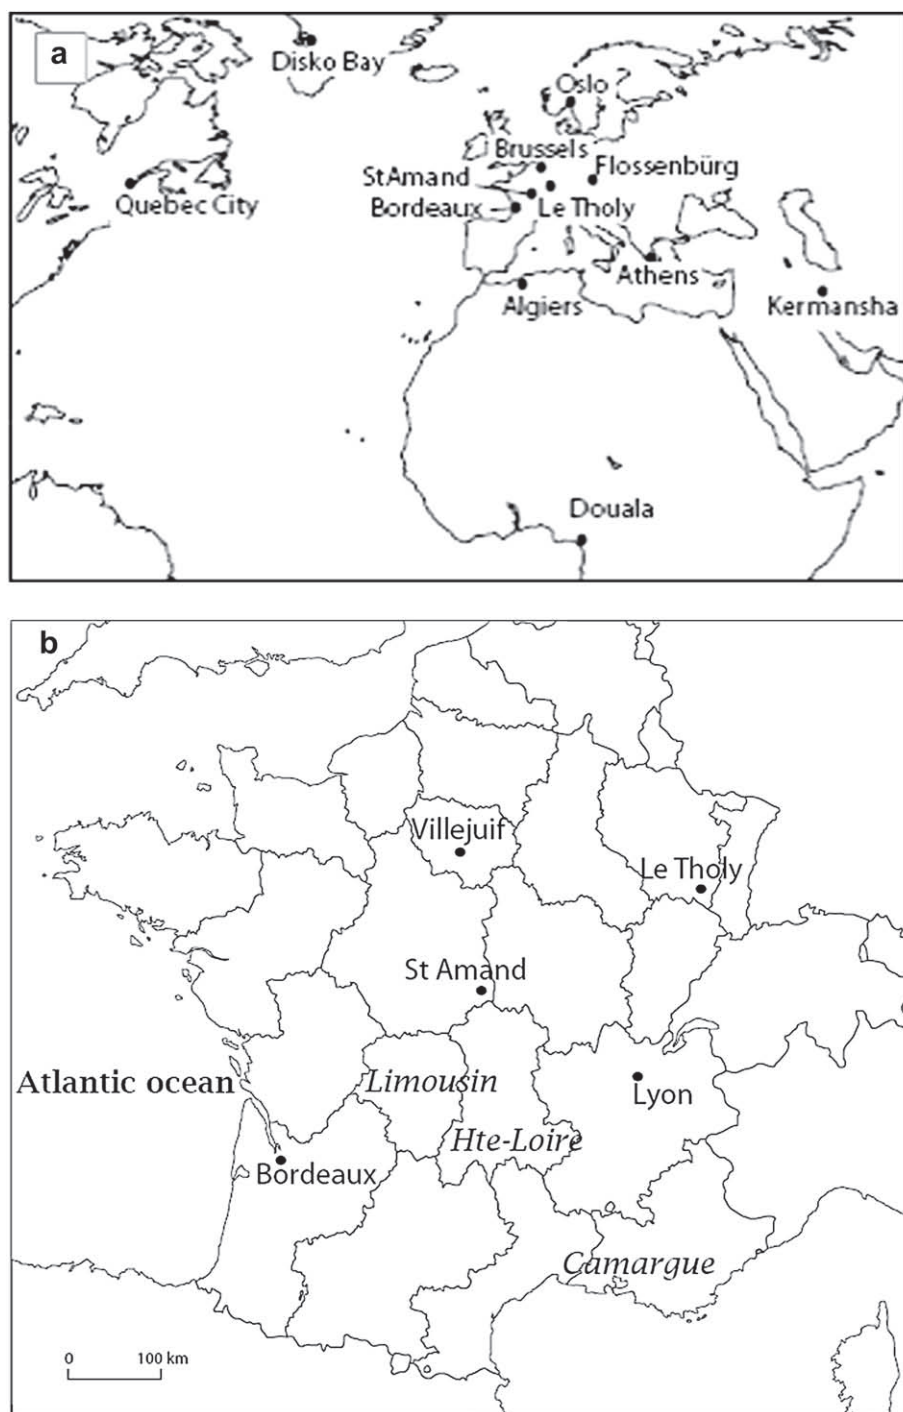 a
Disko Bay
Oslo
Brussels
Flossenbürg
St Amand
Quebec City
Bordeaux
Le Tholy
Athens
Algiers
Kermansha
Douala
b
Villejuif
Le Tholy
St Amand
Atlantic ocean
Limousin
Lyon
Hte-Loire
Bordeaux
Camargue
0 100 km